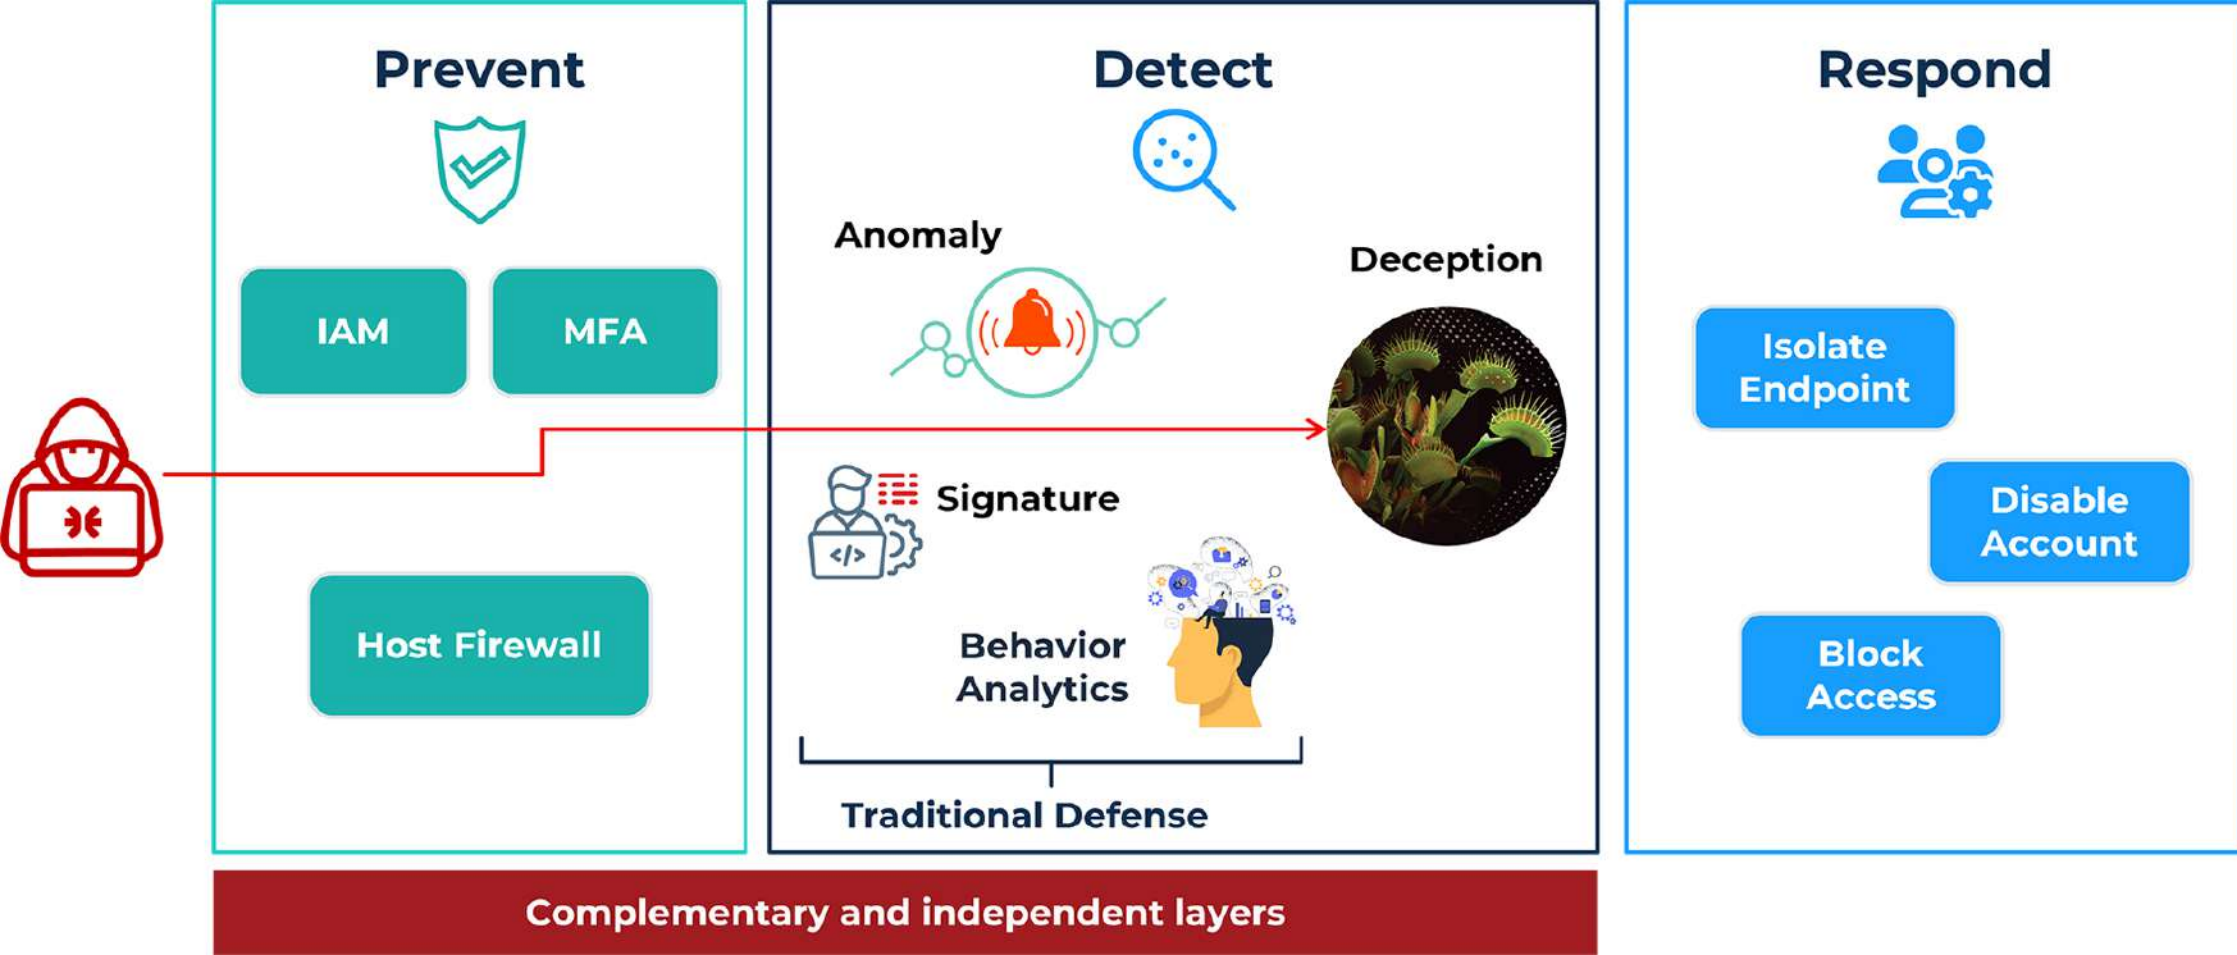 Prevent
IAM
MFA
Host Firewall
Detect
Anomaly
Deception
</>
Signature
Behavior
Analytics
Traditional Defense
Respond
Isolate
Endpoint
Disable
Account
Block
Access
Complementary and independent layers